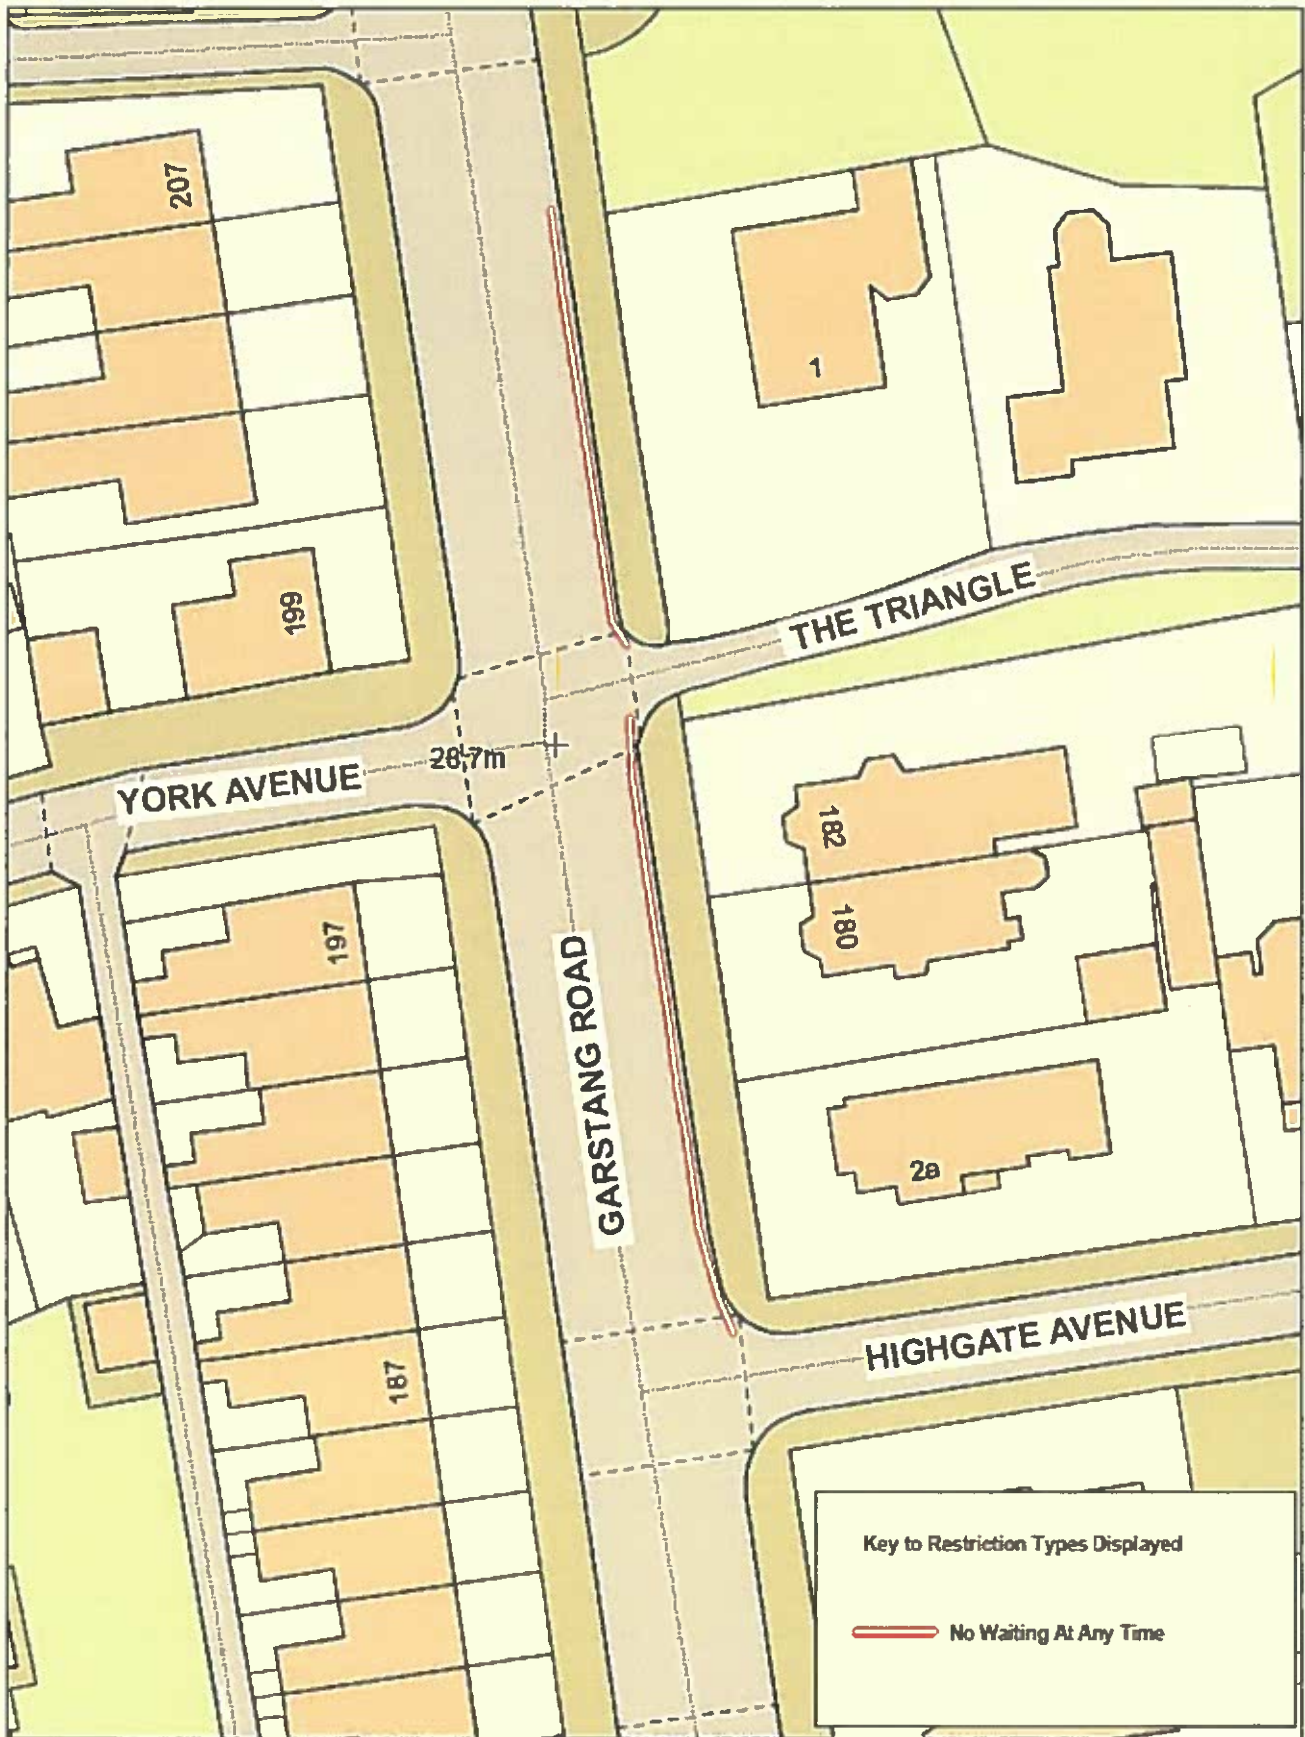 207
1
199
THE TRIANGLE
28.7m
YORK AVENUE
182
180
197
GARSTANG ROAD
2a
HIGHGATE AVENUE
187
Key to Restriction Types Displayed
No Waiting At Any Time